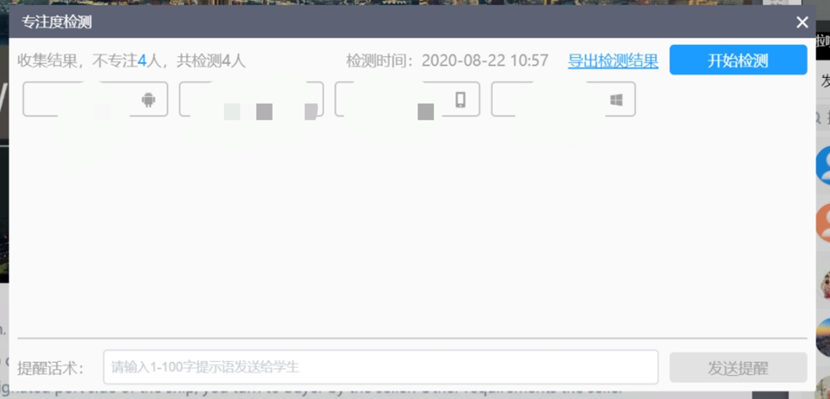 专注度检测
收集结果，不专注4人，共检测4人 检测时间：2020-08-22 10:57 导出检测结果 开始检测
提醒话术： 请输入1-100字提示语发送给学生 发送提醒